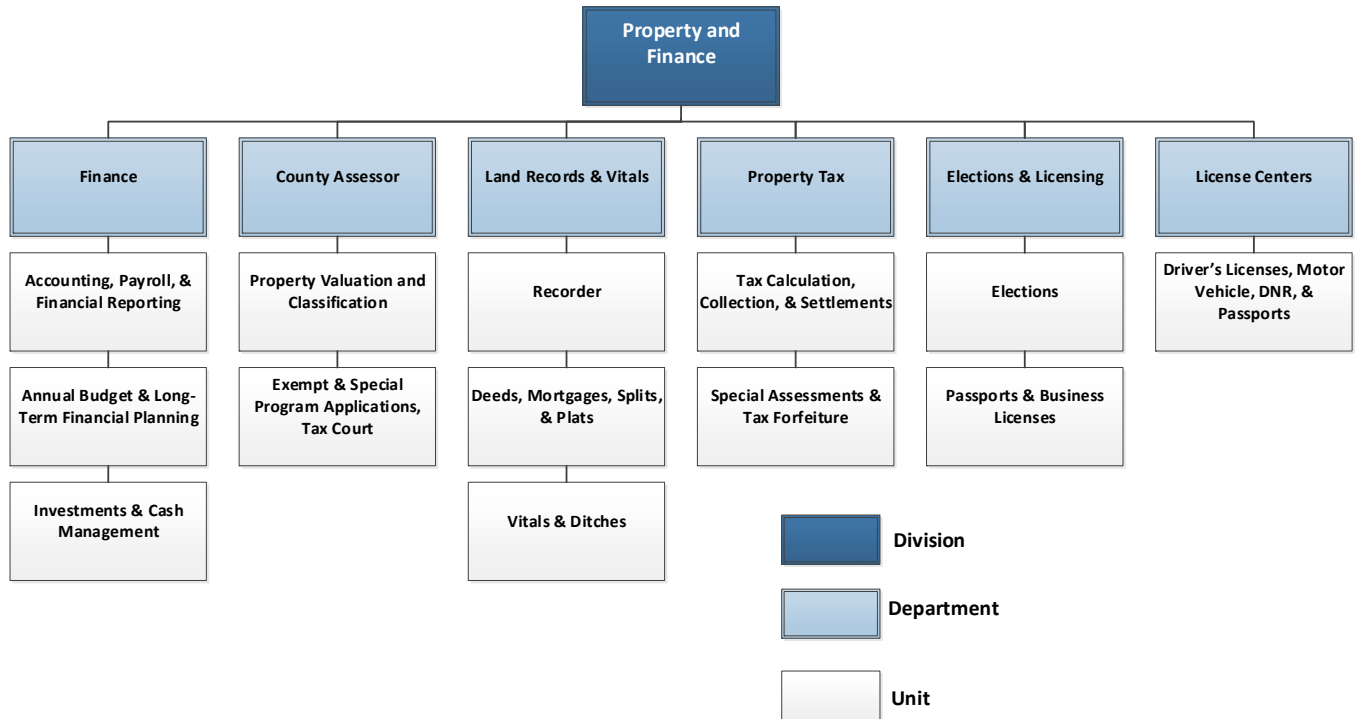 Property and
Finance
Finance
County Assessor
Land Records & Vitals
Property Tax
Elections & Licensing
License Centers
Accounting, Payroll, &
Financial Reporting
Property Valuation and
Classification
Recorder
Tax Calculation,
Collection, & Settlements
Elections
Driver’s Licenses, Motor
Vehicle, DNR, &
Passports
Annual Budget & Long-
Term Financial Planning
Exempt & Special
Program Applications,
Tax Court
Deeds, Mortgages, Splits,
& Plats
Special Assessments &
Tax Forfeiture
Passports & Business
Licenses
Investments & Cash
Management
Vitals & Ditches
Division
Department
Unit